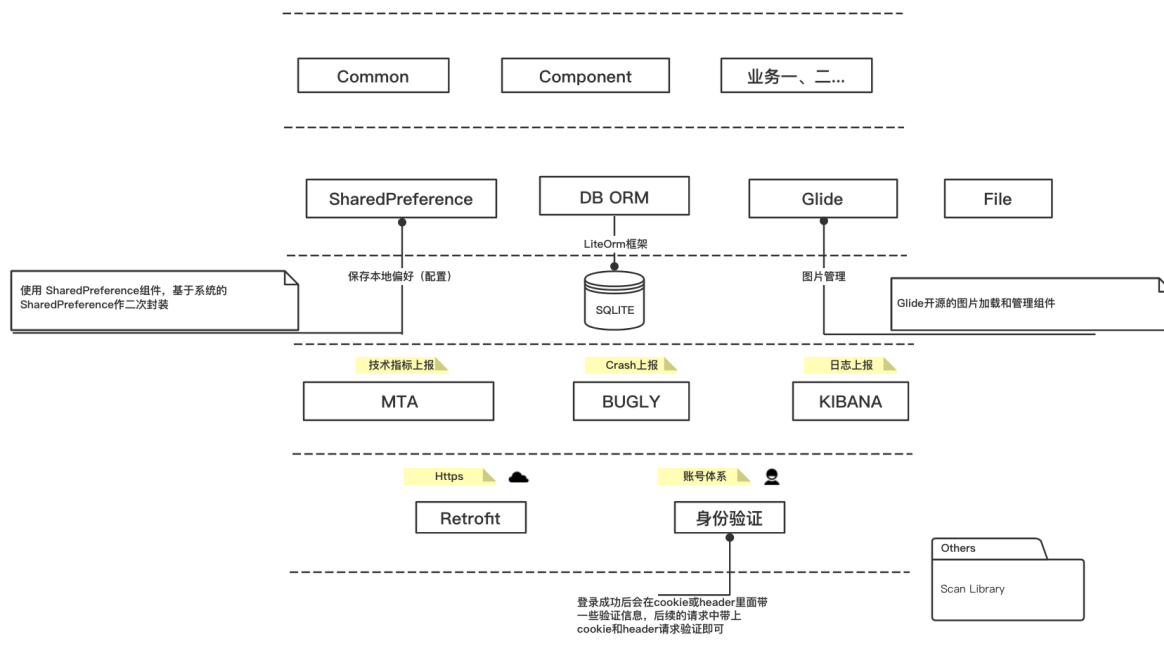 Common
Component
业务一、二...
SharedPreference
DB ORM
Glide
File
LiteOrm框架
保存本地偏好（配置）
图片管理
使用 SharedPreference组件，基于系统的
SharedPreference作二次封装
SQLITE
Glide开源的图片加载和管理组件
技术指标上报
Crash上报
日志上报
MTA
BUGLY
KIBANA
Https
账号体系
Retrofit
身份验证
Others
Scan Library
登录成功后会在cookie或header里面带
一些验证信息，后续的请求中带上
cookie和header请求验证即可